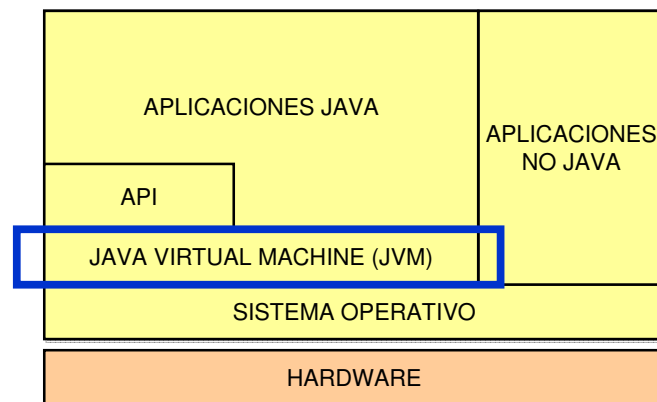 APLICACIONES JAVA
APLICACIONES
NO JAVA
API
JAVA VIRTUAL MACHINE (JVM)
SISTEMA OPERATIVO
HARDWARE